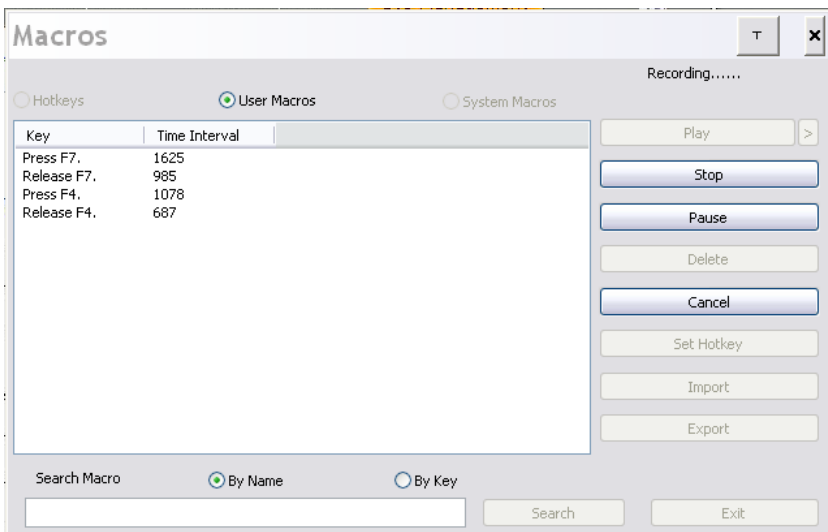 Macros
T
×
Recording......
Hotkeys
User Macros
System Macros
Key Time Interval
Press F7. 1625
Release F7. 985
Press F4. 1078
Release F4. 687
Play
>
Stop
Pause
Delete
Cancel
Set Hotkey
Import
Export
Search Macro
By Name
By Key
Search
Exit